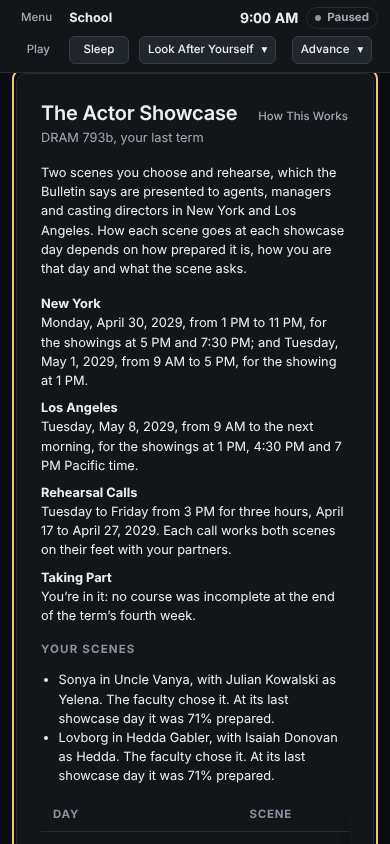 Menu School 9:00 AM Paused
Play Sleep Look After Yourself ▾ Advance ▾
The Actor Showcase How This Works
DRAM 793b, your last term
Two scenes you choose and rehearse, which the
Bulletin says are presented to agents, managers
and casting directors in New York and Los
Angeles. How each scene goes at each showcase
day depends on how prepared it is, how you are
that day and what the scene asks.
New York
Monday, April 30, 2029, from 1 PM to 11 PM, for
the showings at 5 PM and 7:30 PM; and Tuesday,
May 1, 2029, from 9 AM to 5 PM, for the showing
at 1 PM.
Los Angeles
Tuesday, May 8, 2029, from 9 AM to the next
morning, for the showings at 1 PM, 4:30 PM and 7
PM Pacific time.
Rehearsal Calls
Tuesday to Friday from 3 PM for three hours, April
17 to April 27, 2029. Each call works both scenes
on their feet with your partners.
Taking Part
You’re in it: no course was incomplete at the end
of the term’s fourth week.
YOUR SCENES
• Sonya in Uncle Vanya, with Julian Kowalski as
Yelena. The faculty chose it. At its last
showcase day it was 71% prepared.
• Lovborg in Hedda Gabler, with Isaiah Donovan
as Hedda. The faculty chose it. At its last
showcase day it was 71% prepared.
DAY SCENE